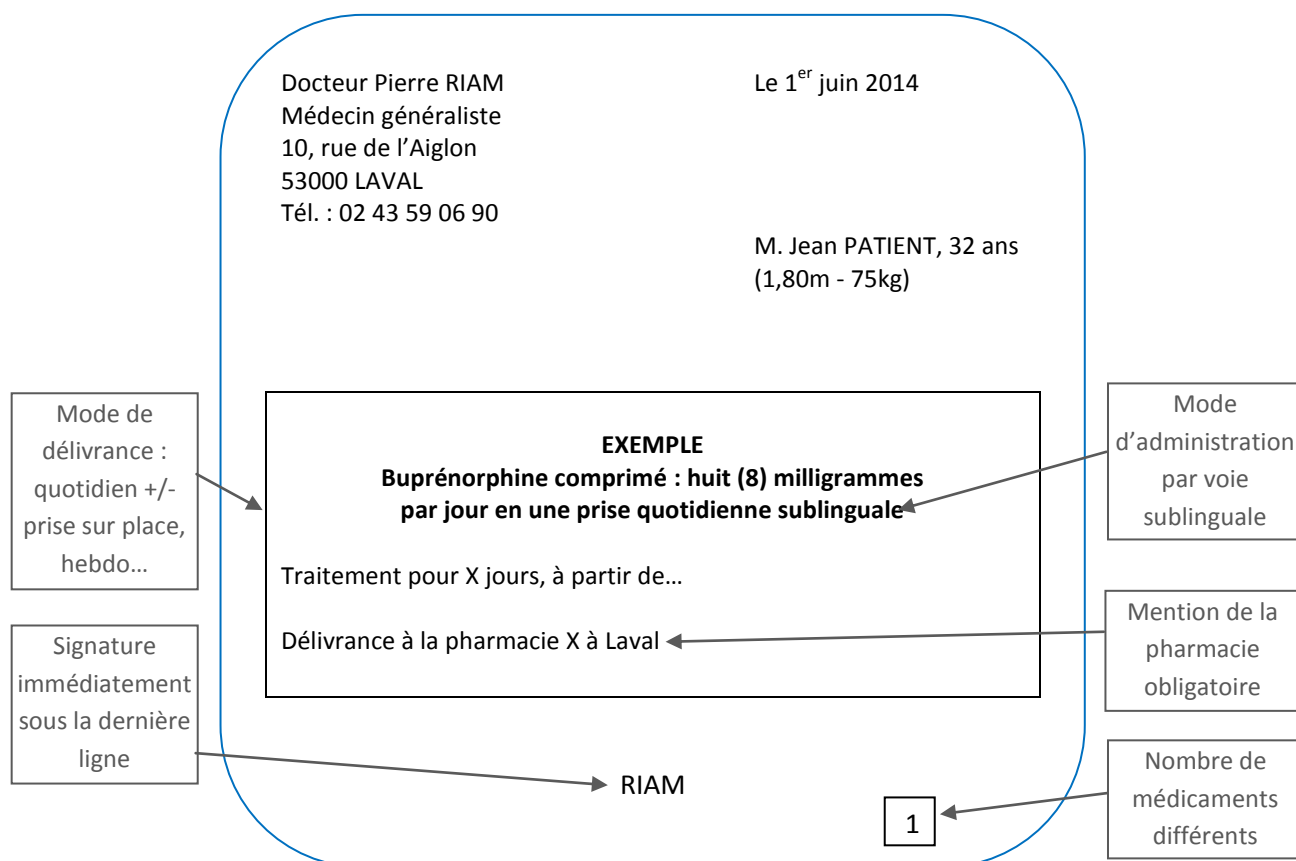 Docteur Pierre RIAM
Médecin généraliste
10, rue de l'Aiglon
53000 LAVAL
Tél. : 02 43 59 06 90
Le 1er juin 2014
M. Jean PATIENT, 32 ans
(1,80m - 75kg)
Mode de
délivrance :
quotidien +/-
prise sur place,
hebdo…
EXEMPLE
Buprénorphine comprimé : huit (8) milligrammes
par jour en une prise quotidienne sublinguale
Traitement pour X jours, à partir de…
Délivrance à la pharmacie X à Laval
Mode
d'administration
par voie
sublinguale
Mention de la
pharmacie
obligatoire
Signature
immédiatement
sous la dernière
ligne
RIAM
1
Nombre de
médicaments
différents